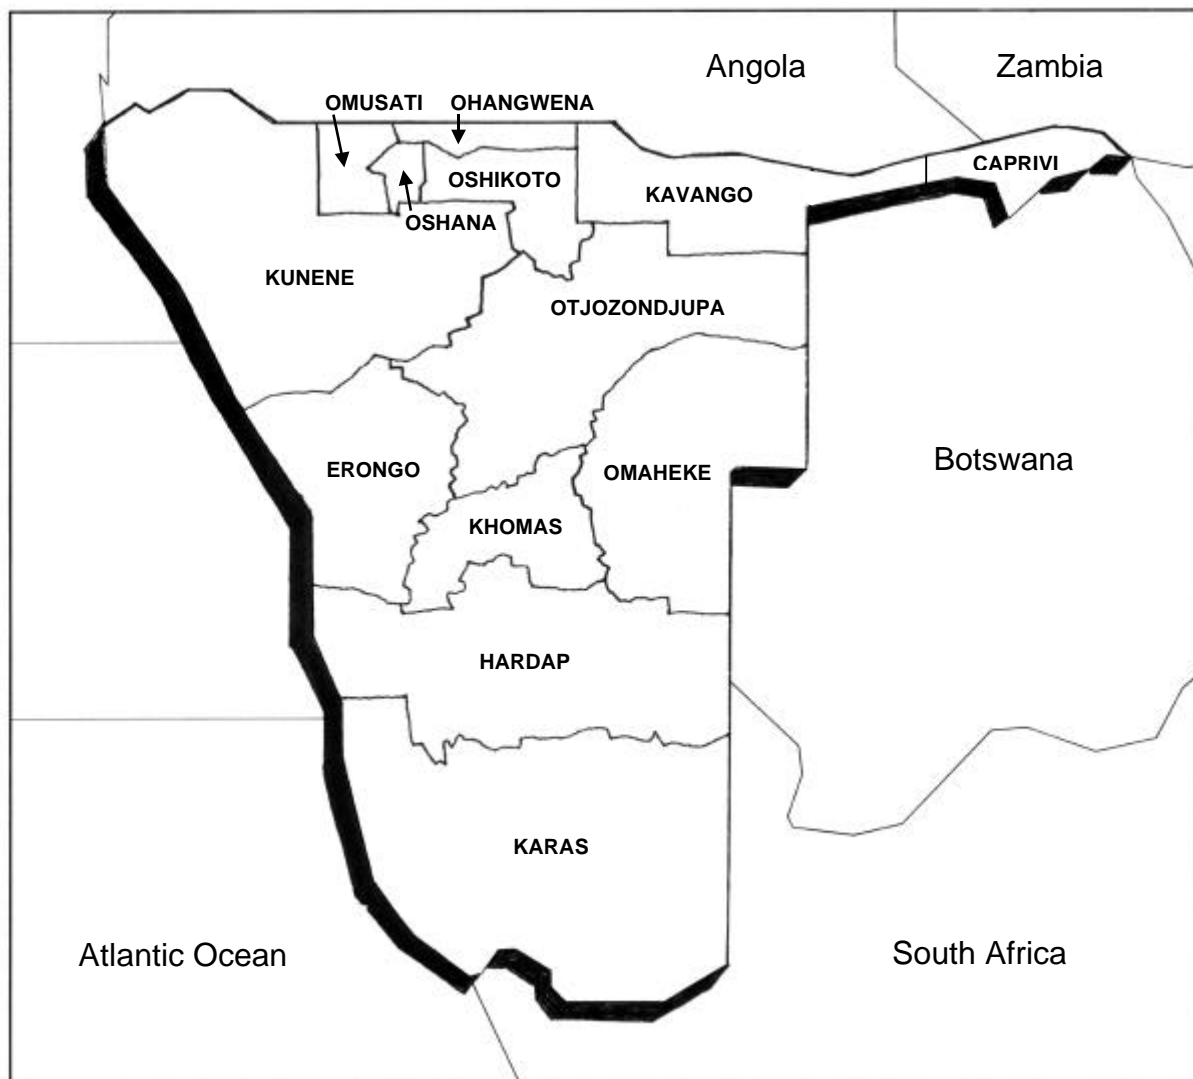 Angola
Zambia
OMUSATI
OHANGWENA
CAPRIVI
OSHIKOTO
KAVANGO
OSHANA
KUNENE
OTJOZONDJUPA
Botswana
ERONGO
OMAHEKE
KHOMAS
HARDAP
KARAS
Atlantic Ocean
South Africa